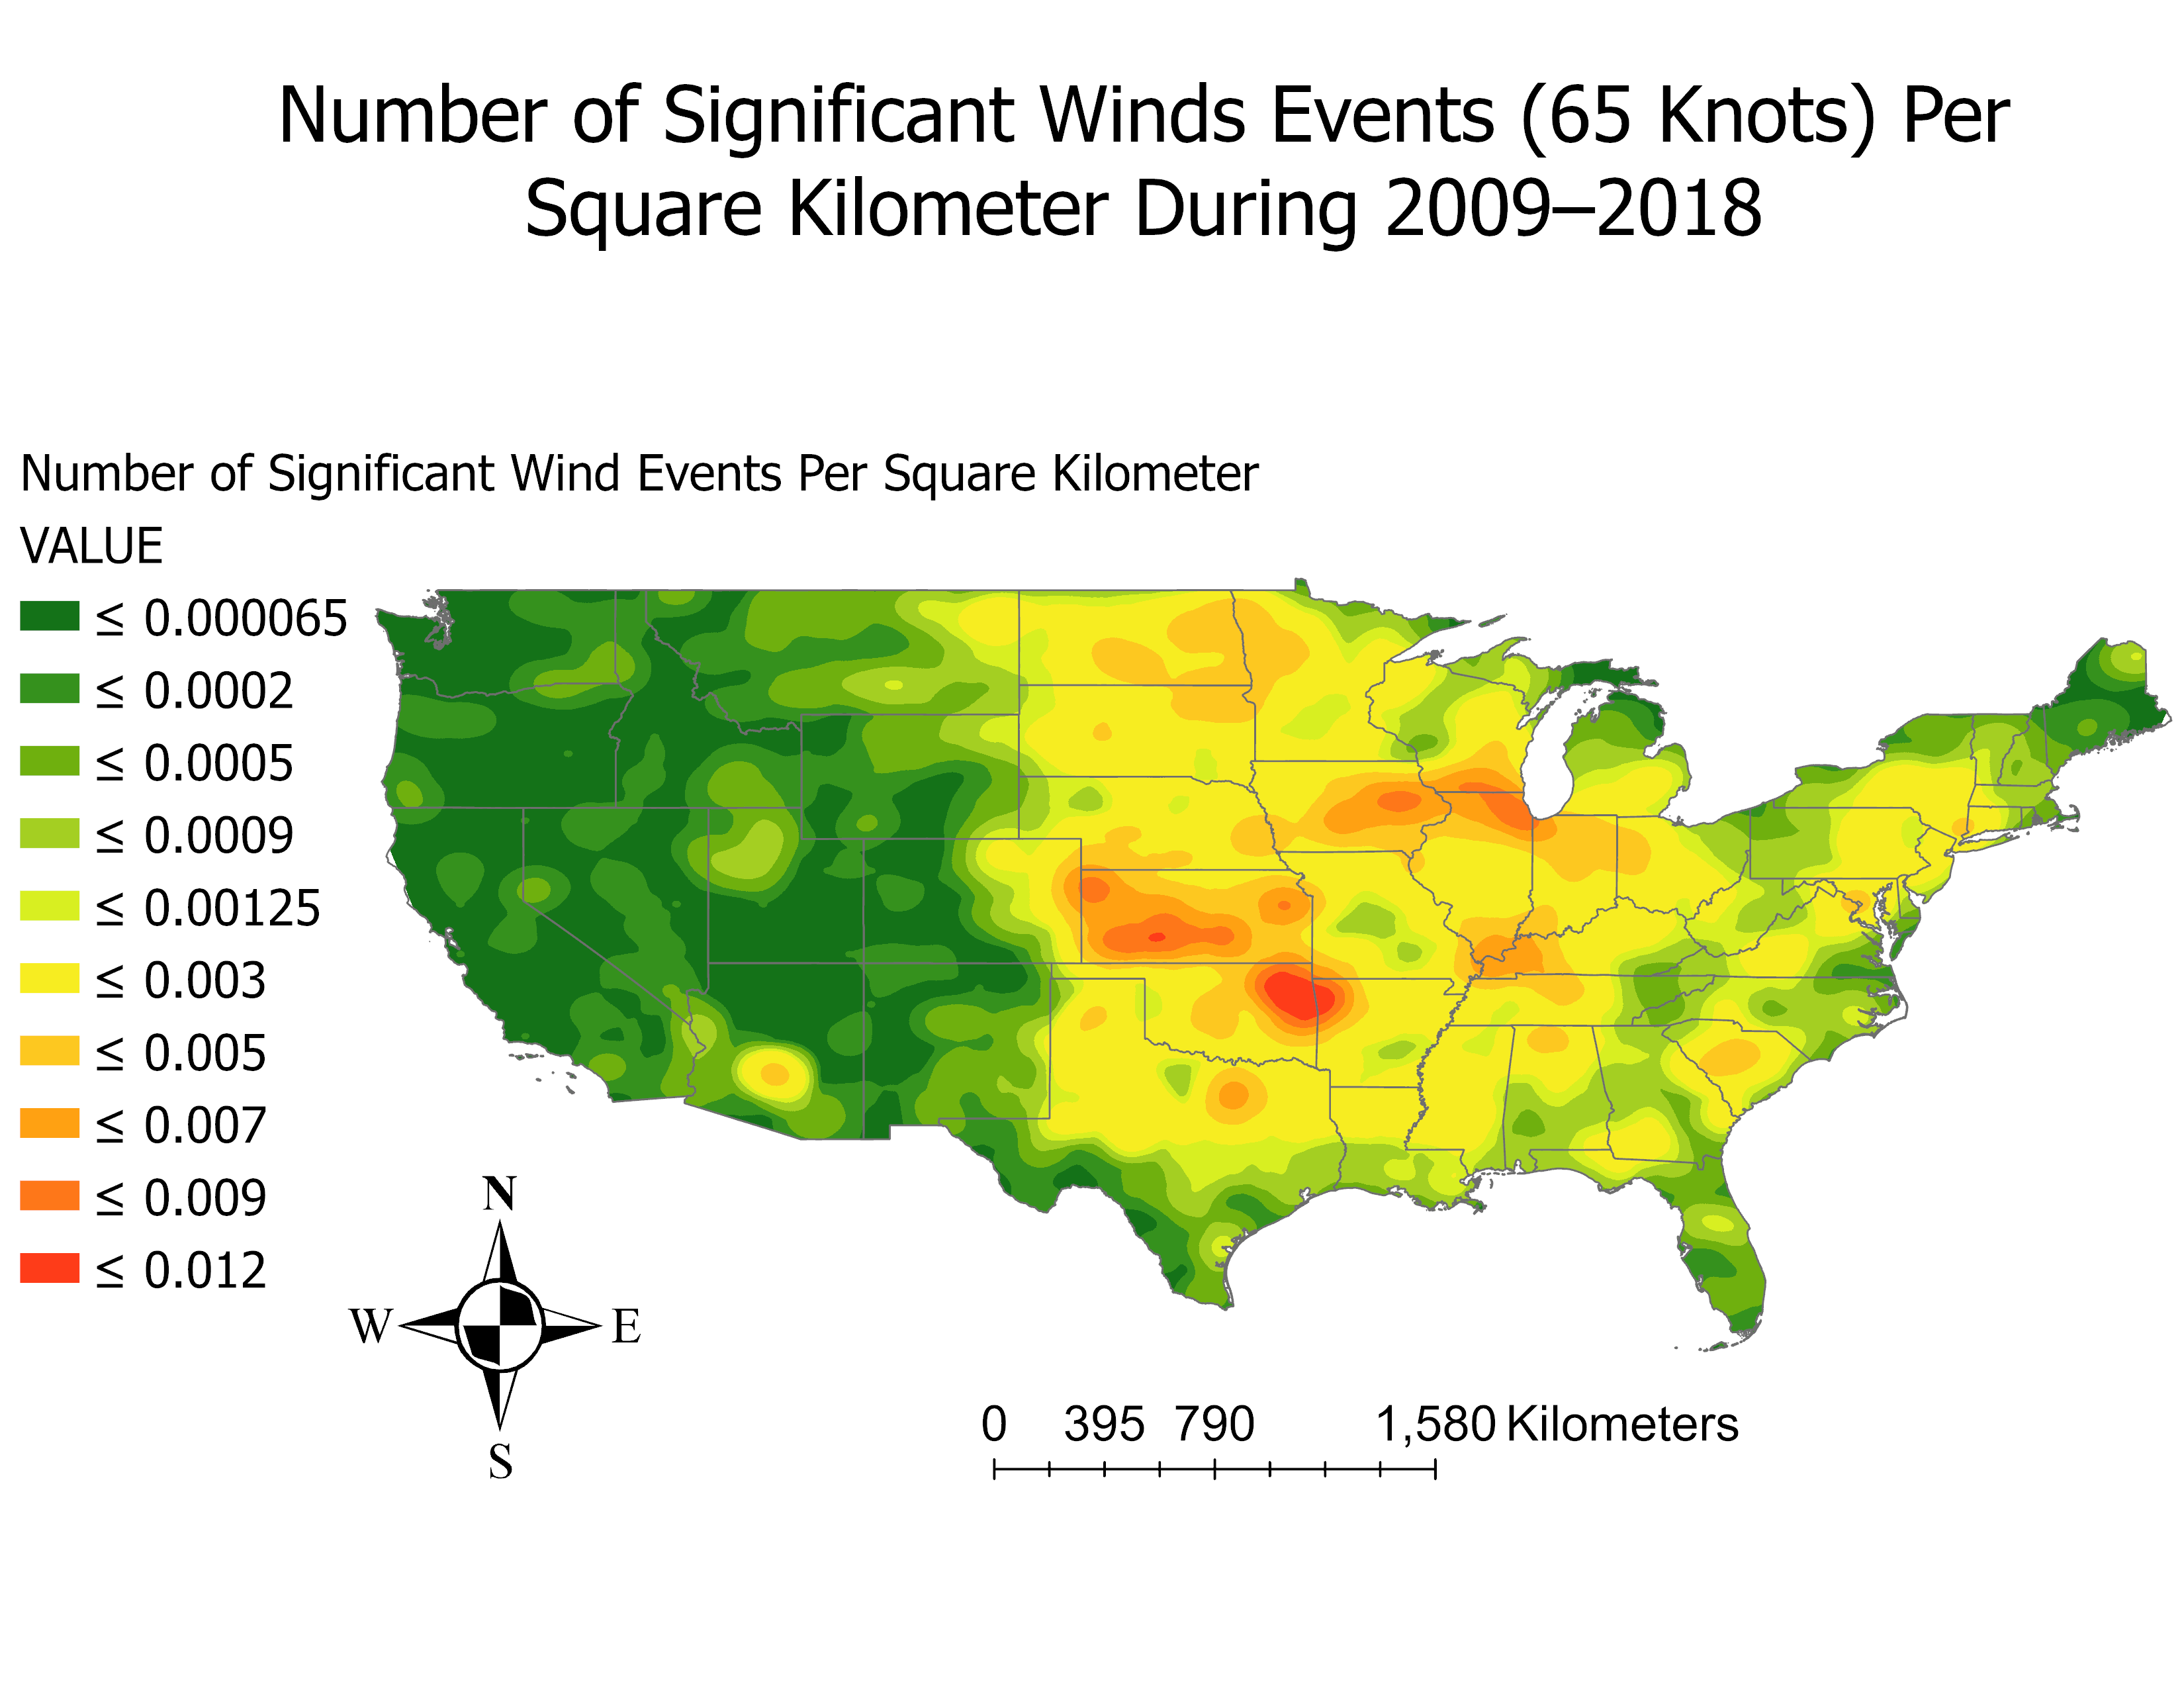 Number of Significant Winds Events (65 Knots) Per
Square Kilometer During 2009–2018
Number of Significant Wind Events Per Square Kilometer
VALUE
≤ 0.000065
≤ 0.0002
≤ 0.0005
≤ 0.0009
≤ 0.00125
≤ 0.003
≤ 0.005
≤ 0.007
≤ 0.009
≤ 0.012
N
W E
S
0 395 790 1,580 Kilometers